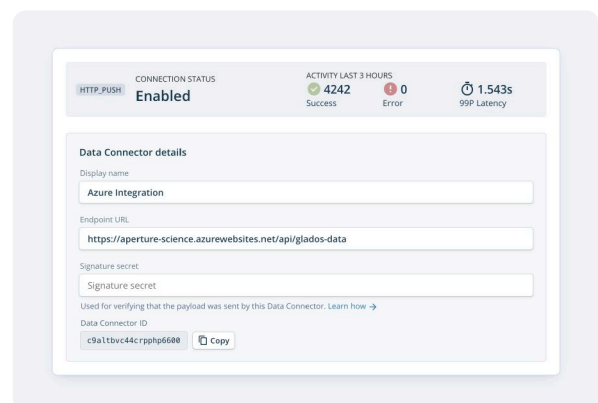 HTTP_PUSH
CONNECTION STATUS
Enabled
ACTIVITY LAST 3 HOURS
4242
Success
0
Error
1.543s
99P Latency
Data Connector details
Display name
Azure Integration
Endpoint URL
https://aperture-science.azurewebsites.net/api/glados-data
Signature secret
Signature secret
Used for verifying that the payload was sent by this Data Connector. Learn how →
Data Connector ID
c9altbvc44crpphp6600 Copy